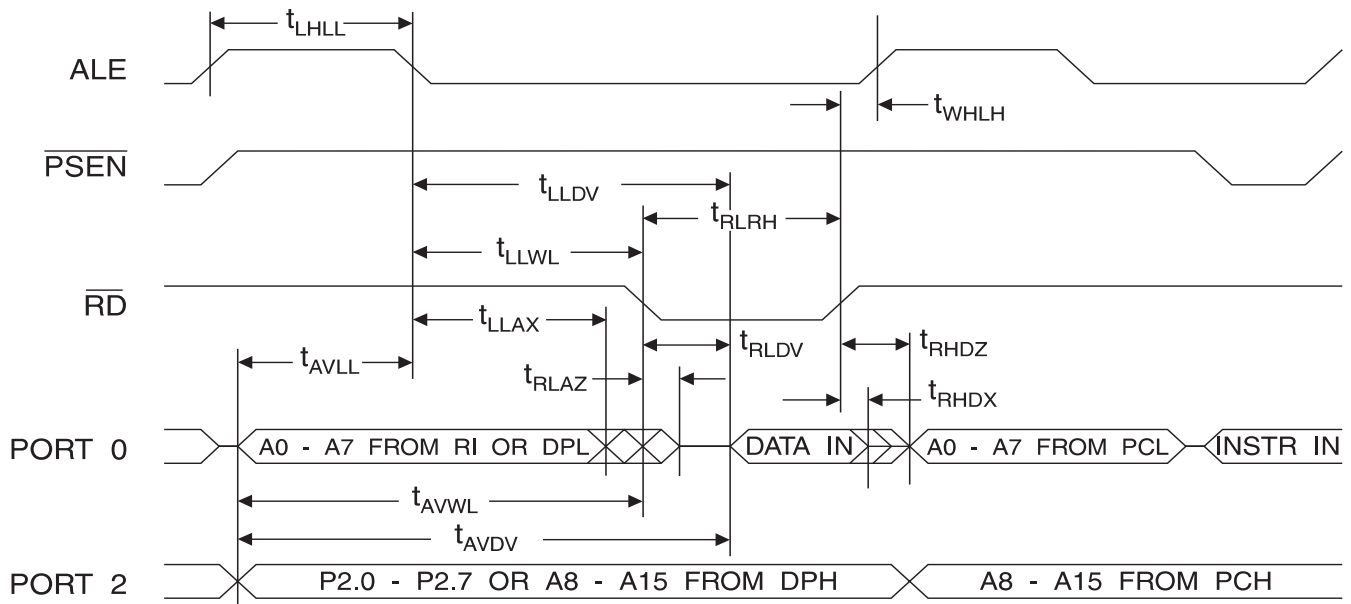 tLHLL
ALE
tWHLH
PSEN
tLLDV
tRLRH
tLLWL
RD
tLLAX
tRLDV
tRHDZ
tAVLL
tRLAZ
tRHDX
PORT 0
A0 - A7 FROM RI OR DPL
DATA IN
A0 - A7 FROM PCL
INSTR IN
tAVWL
tAVDV
PORT 2
P2.0 - P2.7 OR A8 - A15 FROM DPH
A8 - A15 FROM PCH